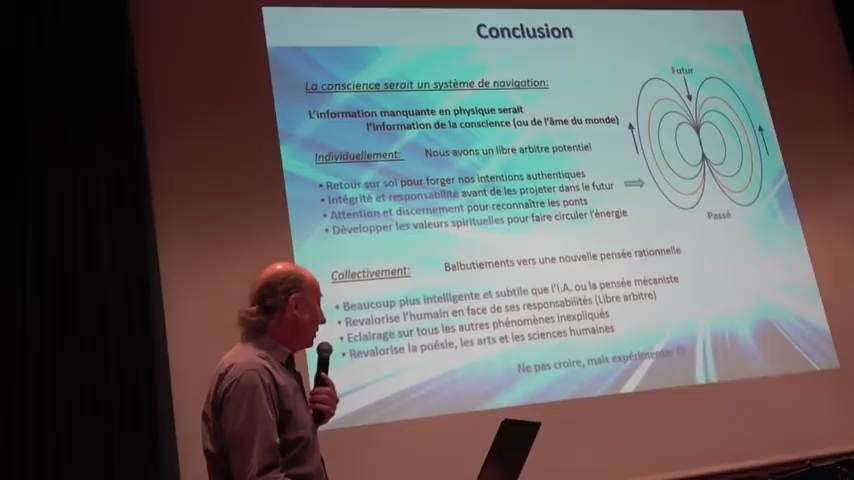 Conclusion
La conscience serait un système de navigation:
L'information manquante en physique serait
l'information de la conscience (ou de l'âme du monde)
Individuellement: Nous avons un libre arbitre potentiel
• Retour sur soi pour forger nos intentions authentiques
• Intégrité et responsabilité avant de les projeter dans le futur
• Attention et discernement pour reconnaître les ponts
• Développer les valeurs spirituelles pour faire circuler l'énergie
Futur
Passé
Collectivement: Balbutiements vers une nouvelle pensée rationnelle
• Beaucoup plus intelligente et subtile que l'I.A. ou la pensée mécaniste
• Revalorise l'humain en face de ses responsabilités (Libre arbitre)
• Eclairage sur tous les autres phénomènes inexpliqués
• Revalorise la poésie, les arts et les sciences humaines
Ne pas croire, mais expérimenter ☺